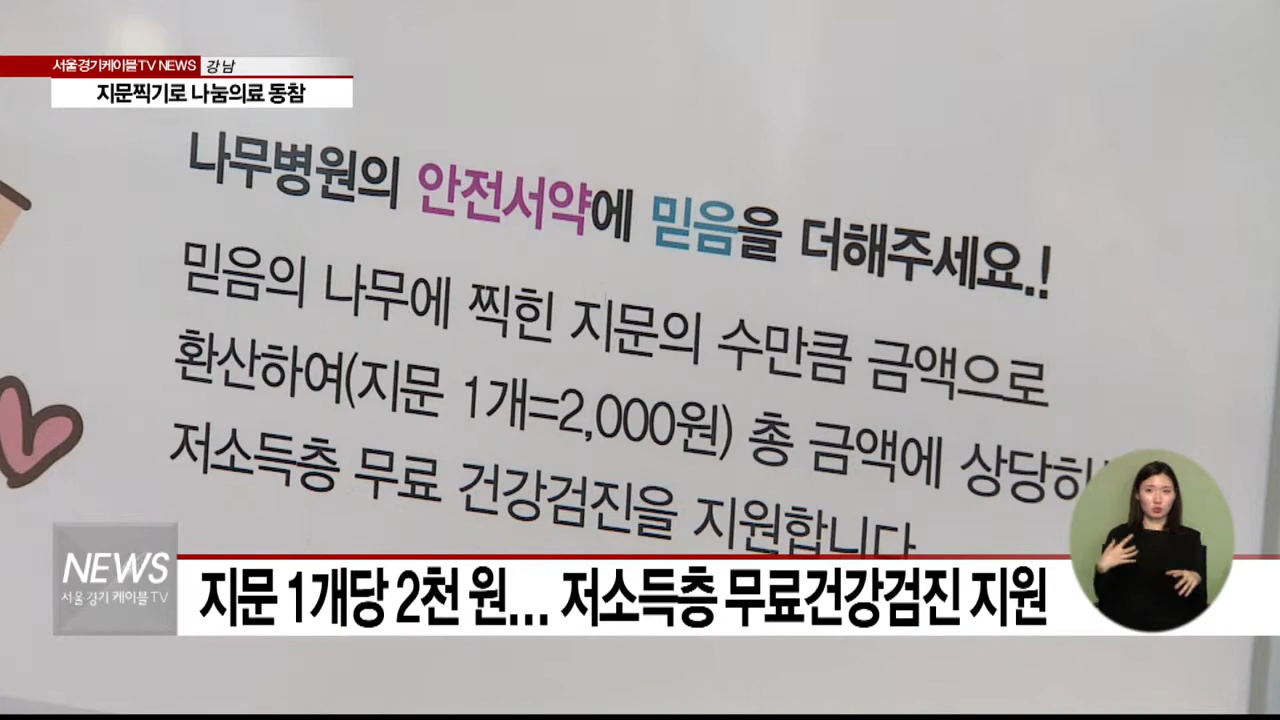 서울경기케이블TV NEWS 강남
지문찍기로 나눔의료 동참
나무병원의 안전서약에 믿음을 더해주세요.!
믿음의 나무에 찍힌 지문의 수만큼 금액으로
환산하여(지문 1개=2,000원) 총 금액에
저소득층 무료 건강검진을 지원합니다
NEWS
서울 경기 케이블 TV
지문 1개당 2천 원... 저소득층 무료건강검진 지원